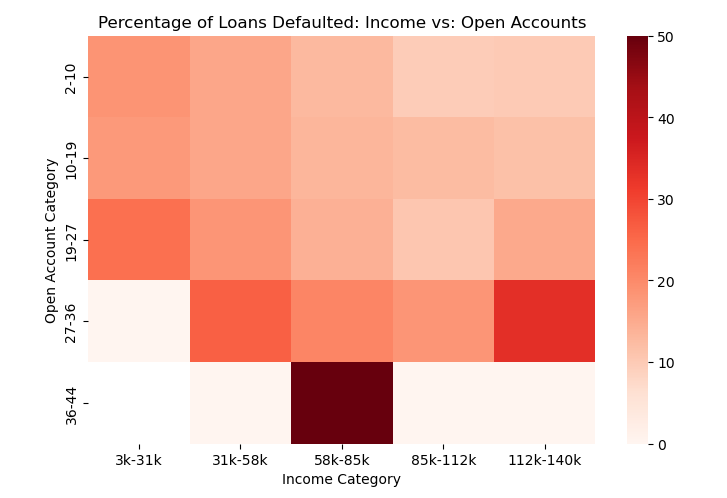 Percentage of Loans Defaulted: Income vs: Open Accounts
Open Account Category
2-10
10-19
19-27
27-36
36-44
3k-31k 31k-58k 58k-85k 85k-112k 112k-140k
Income Category
50
40
30
20
10
0